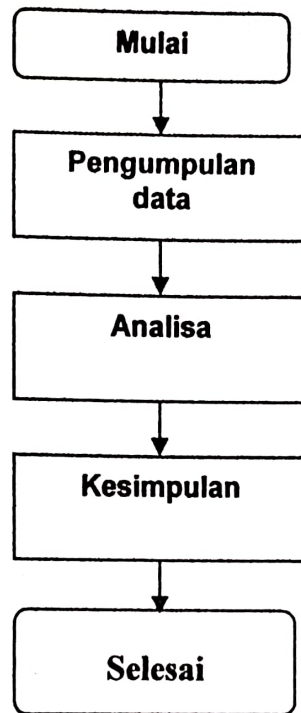 Mulai
Pengumpulan
data
Analisa
Kesimpulan
Selesai